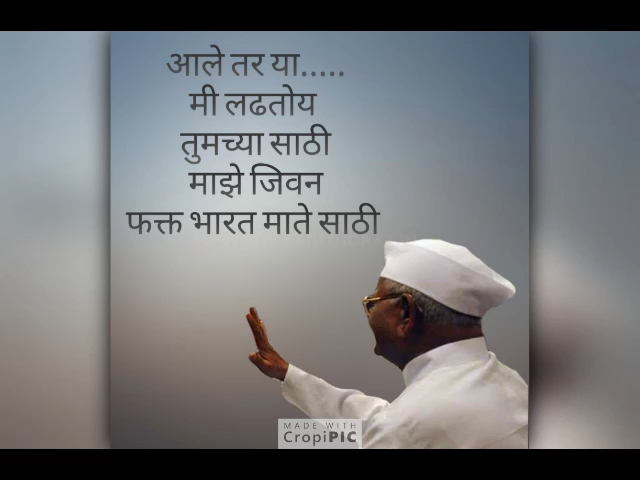 आले तर या.....
मी लढतोय
तुमच्या साठी
माझे जिवन
फक्त भारत माते साठी
MADE WITH
CropiPIC